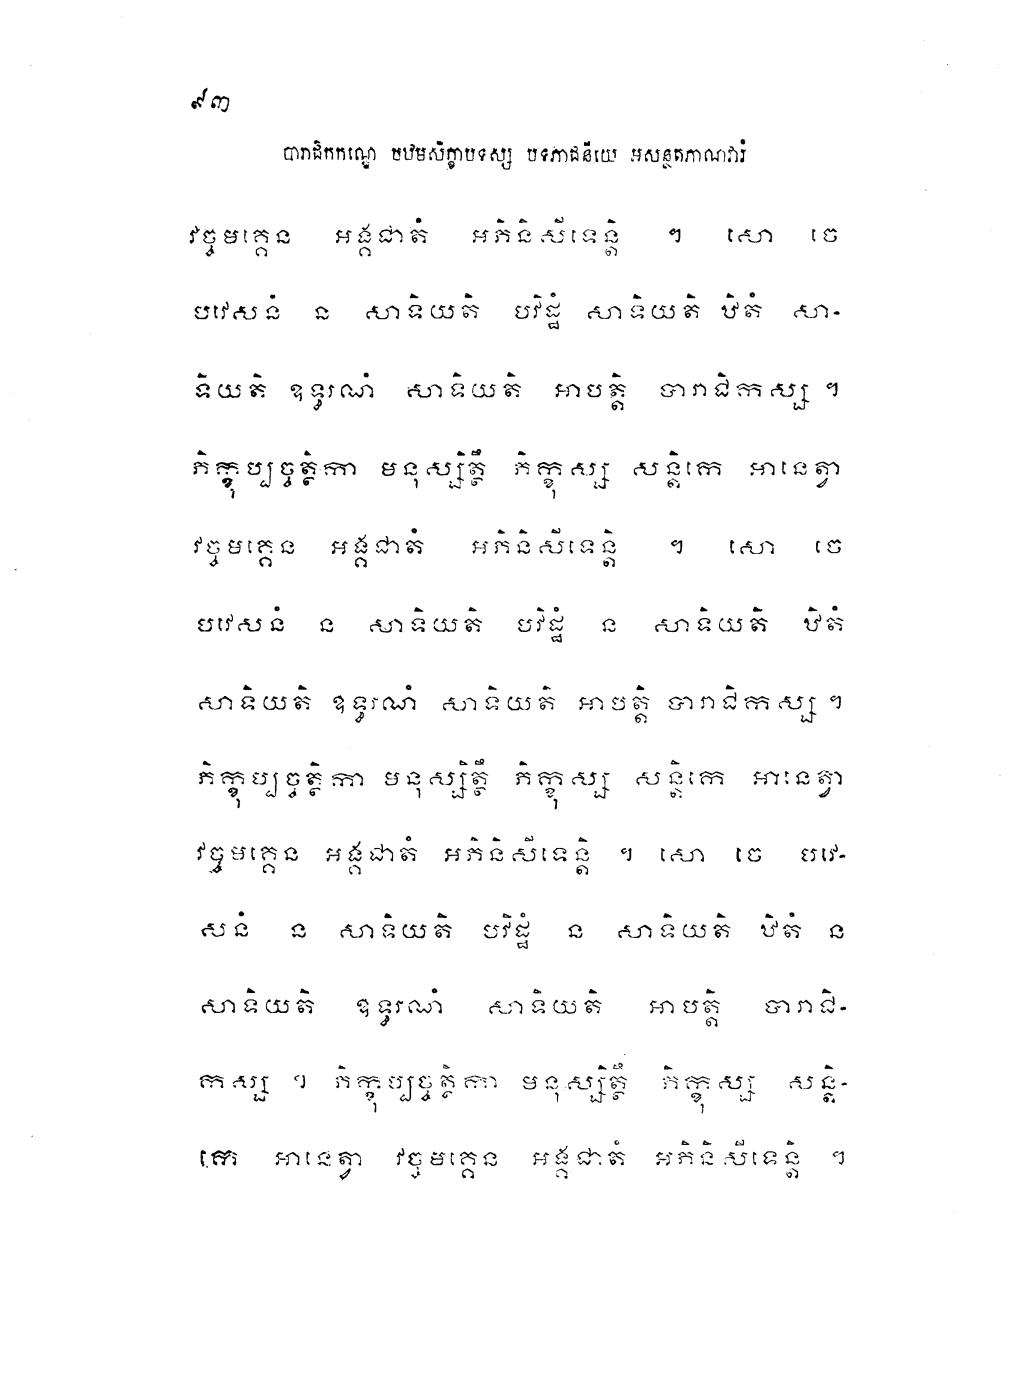 ៩៣
បារាជិកកណ្ឌេ បឋមសិក្ខាបទស្ស បទភាជនីយេ អសន្ថតភាណវារំ
វច្ចមគ្គេន អង្គជាតំ អភិនិសីទេន្តិ ។ សោ ចេ
បវេសនំ ន សាទិយតិ បវិដ្ឋំ សាទិយតិ ឋិតំ សា-
ទិយតិ ឧទ្ធរណំ សាទិយតិ អាបត្តិ បារាជិកស្ស ។
ភិក្ខុប្បច្ចត្ថិកា មនុស្សិត្ថឹ ភិក្ខុស្ស សន្តិកេ អានេត្វា
វច្ចមគ្គេន អង្គជាតំ អភិនិសីទេន្តិ ។ សោ ចេ
បវេសនំ ន សាទិយតិ បវិដ្ឋំ ន សាទិយតិ ឋិតំ
សាទិយតិ ឧទ្ធរណំ សាទិយតិ អាបត្តិ បារាជិកស្ស ។
ភិក្ខុប្បច្ចត្ថិកា មនុស្សិត្ថឹ ភិក្ខុស្ស សន្តិកេ អានេត្វា
វច្ចមគ្គេន អង្គជាតំ អភិនិសីទេន្តិ ។ សោ ចេ បវេ-
សនំ ន សាទិយតិ បវិដ្ឋំ ន សាទិយតិ ឋិតំ ន
សាទិយតិ ឧទ្ធរណំ សាទិយតិ អាបត្តិ បារាជិ-
កស្ស ។ ភិក្ខុប្បច្ចត្ថិកា មនុស្សិត្ថឹ ភិក្ខុស្ស សន្តិ-
កេ អានេត្វា វច្ចមគ្គេន អង្គជាតំ អភិនិសីទេន្តិ ។